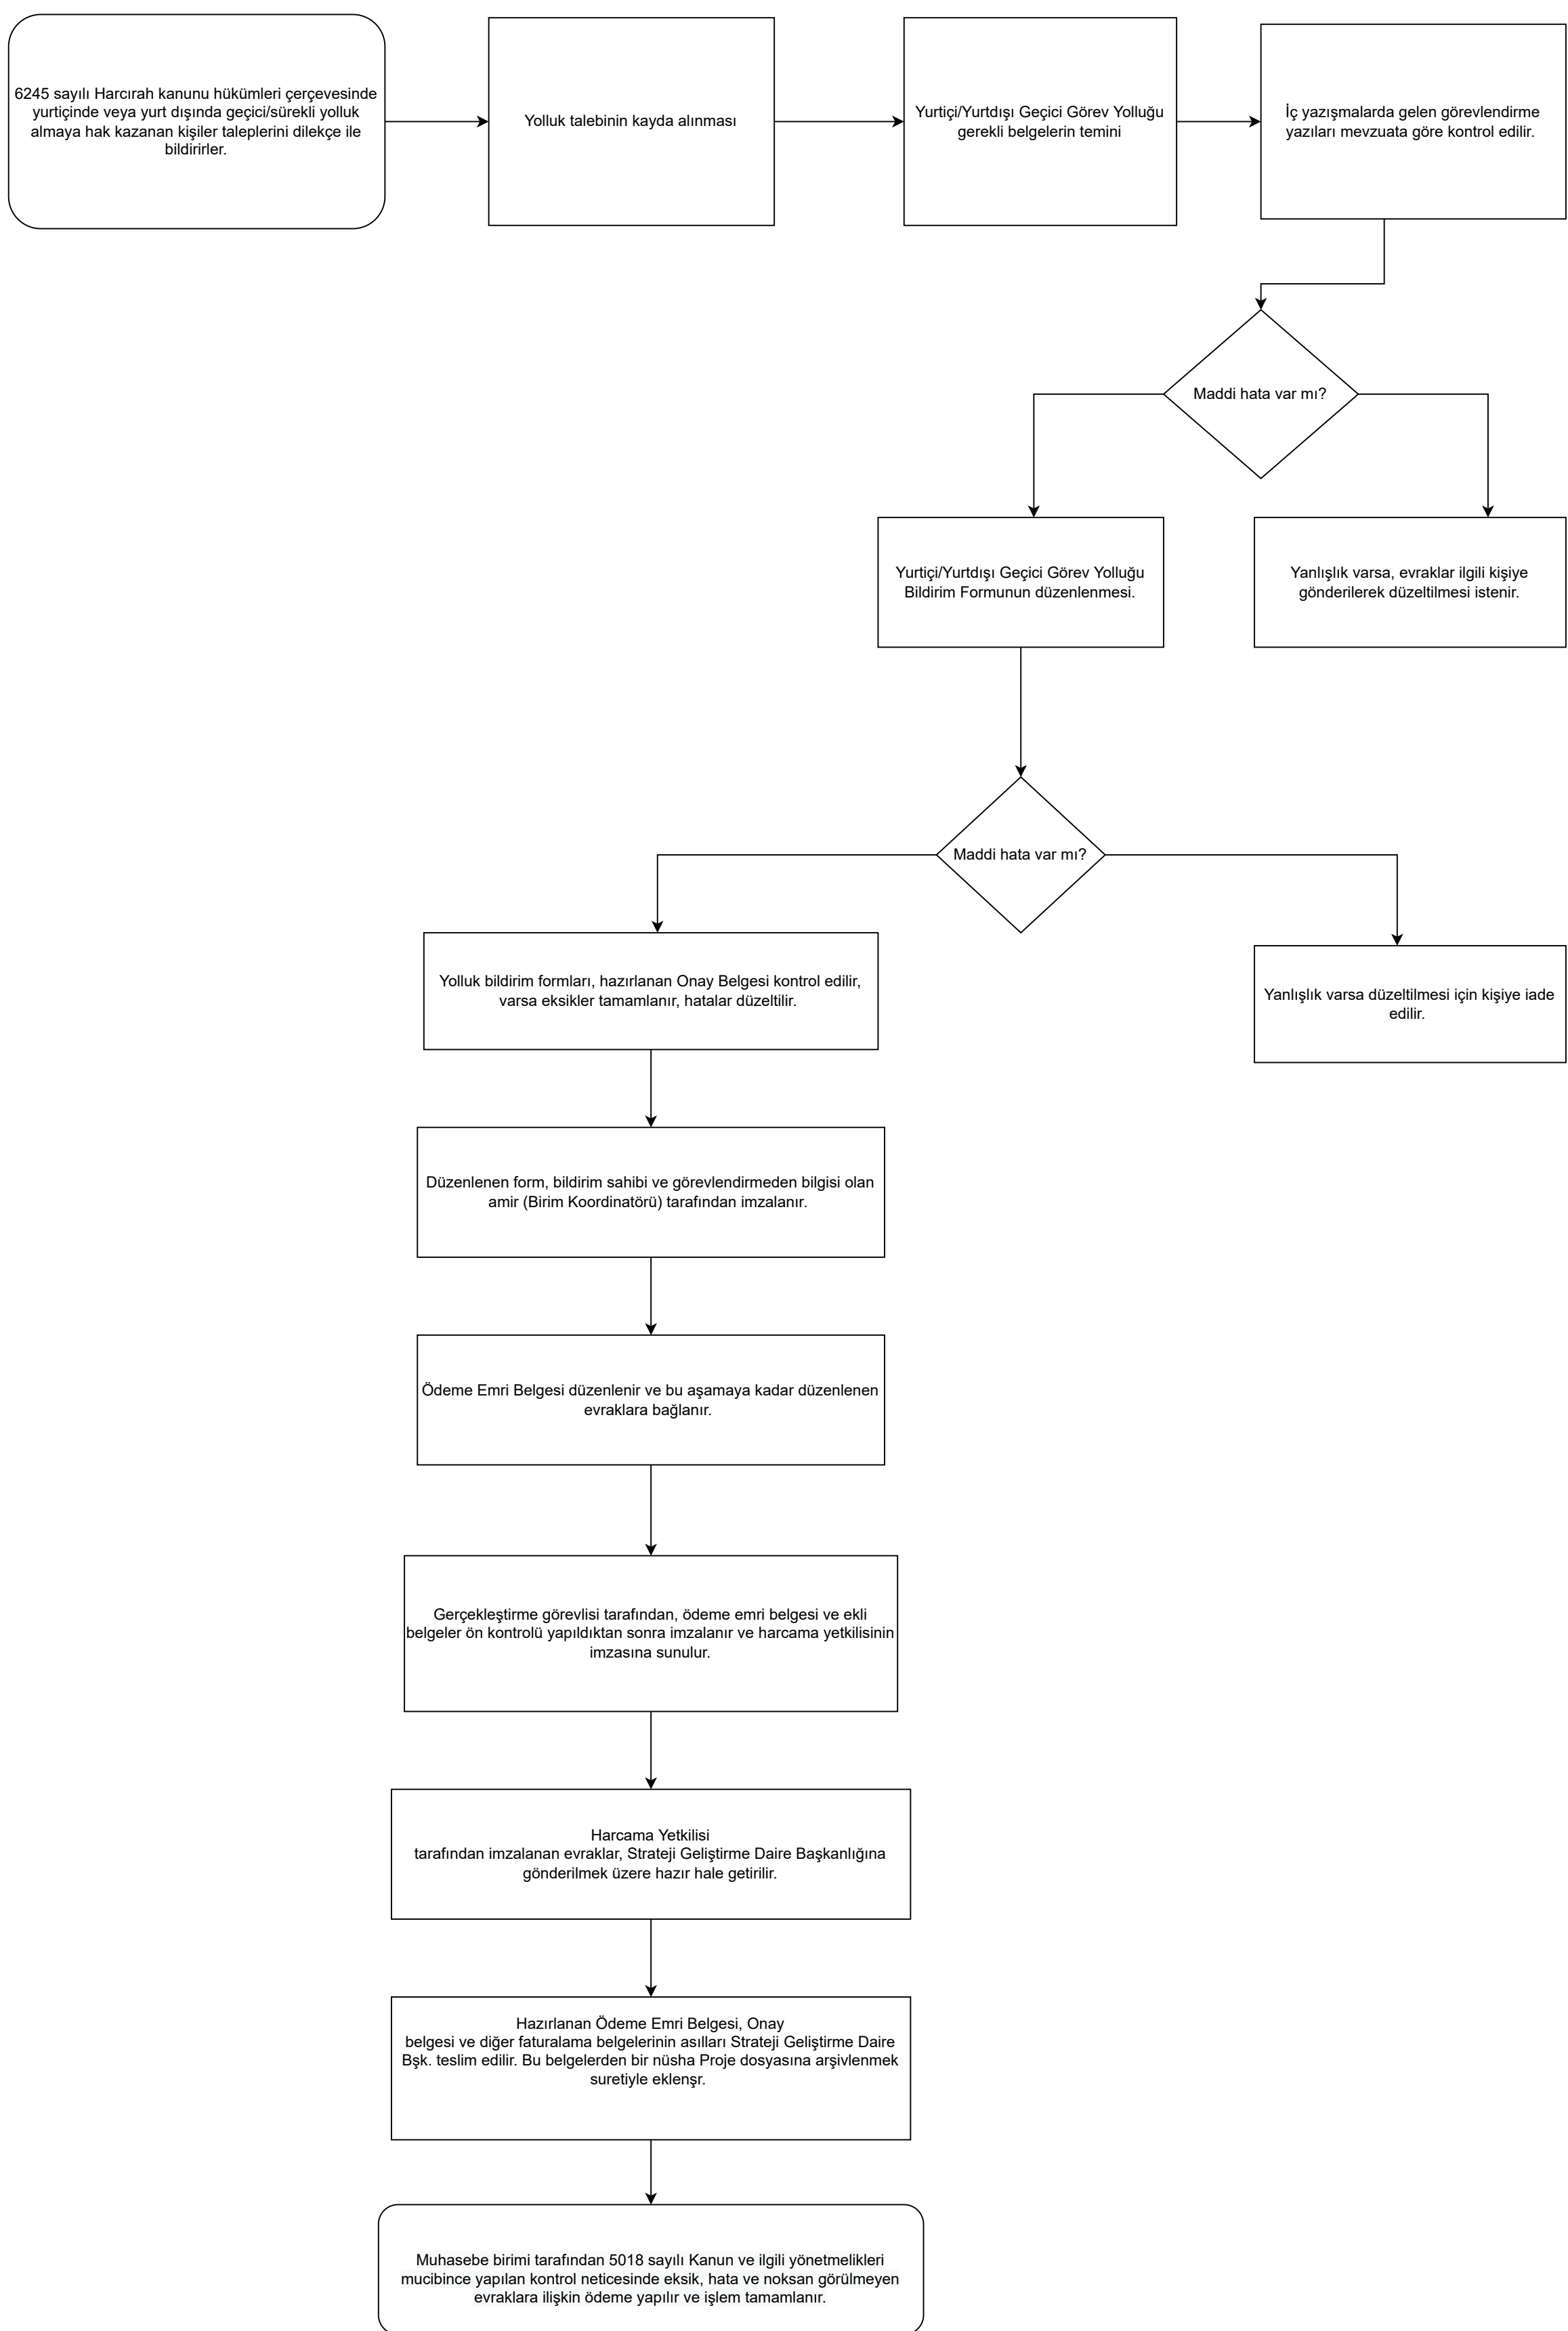 6245 sayılı Harcırah kanunu hükümleri çerçevesinde
yurtiçinde veya yurt dışında geçici/sürekli yolluk
almaya hak kazanan kişiler taleplerini dilekçe ile
bildirirler.
Yolluk talebinin kayda alınması
Yurtiçi/Yurtdışı Geçici Görev Yolluğu
gerekli belgelerin temini
İç yazışmalarda gelen görevlendirme
yazıları mevzuata göre kontrol edilir.
Maddi hata var mı?
Yurtiçi/Yurtdışı Geçici Görev Yolluğu
Bildirim Formunun düzenlenmesi.
Yanlışlık varsa, evraklar ilgili kişiye
gönderilerek düzeltilmesi istenir.
Maddi hata var mı?
Yolluk bildirim formları, hazırlanan Onay Belgesi kontrol edilir,
varsa eksikler tamamlanır, hatalar düzeltilir.
Yanlışlık varsa düzeltilmesi için kişiye iade
edilir.
Düzenlenen form, bildirim sahibi ve görevlendirmeden bilgisi olan
amir (Birim Koordinatörü) tarafından imzalanır.
Ödeme Emri Belgesi düzenlenir ve bu aşamaya kadar düzenlenen
evraklara bağlanır.
Gerçekleştirme görevlisi tarafından, ödeme emri belgesi ve ekli
belgeler ön kontrolü yapıldıktan sonra imzalanır ve harcama yetkilisinin
imzasına sunulur.
Harcama Yetkilisi
tarafından imzalanan evraklar, Strateji Geliştirme Daire Başkanlığına
gönderilmek üzere hazır hale getirilir.
Hazırlanan Ödeme Emri Belgesi, Onay
belgesi ve diğer faturalama belgelerinin asılları Strateji Geliştirme Daire
Bşk. teslim edilir. Bu belgelerden bir nüsha Proje dosyasına arşivlenmek
suretiyle eklenşr.
Muhasebe birimi tarafından 5018 sayılı Kanun ve ilgili yönetmelikleri
mucibince yapılan kontrol neticesinde eksik, hata ve noksan görülmeyen
evraklara ilişkin ödeme yapılır ve işlem tamamlanır.